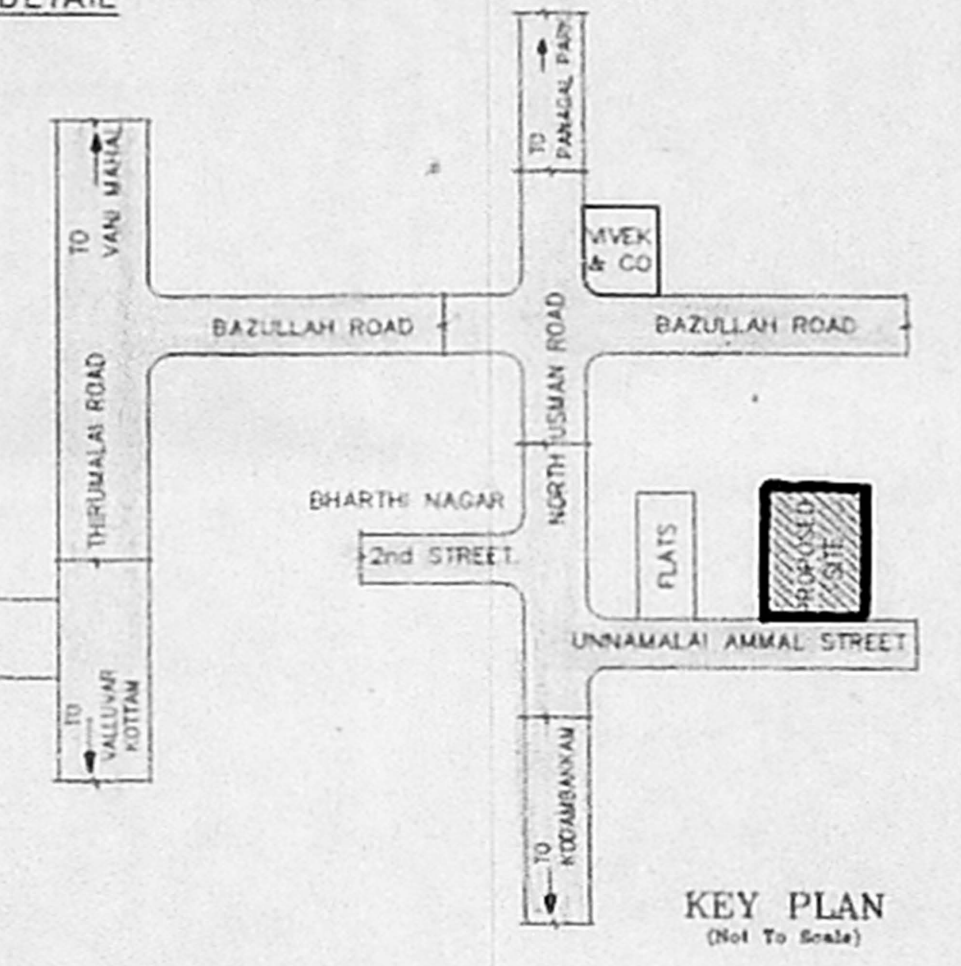 DETAIL
TO
PANAGAL PARK
TO
VANI MAHAL
VIVEK
& CO
BAZULLAH ROAD
BAZULLAH ROAD
THIRUMALAI ROAD
NORTH USMAN ROAD
BHARTHI NAGAR
2nd STREET
FLATS
PROPOSED
SITE
UNNAMALAI AMMAL STREET
TO
VALLUVAR
KOTTAM
TO
KODAMBANKAM
KEY PLAN
(Not To Scale)